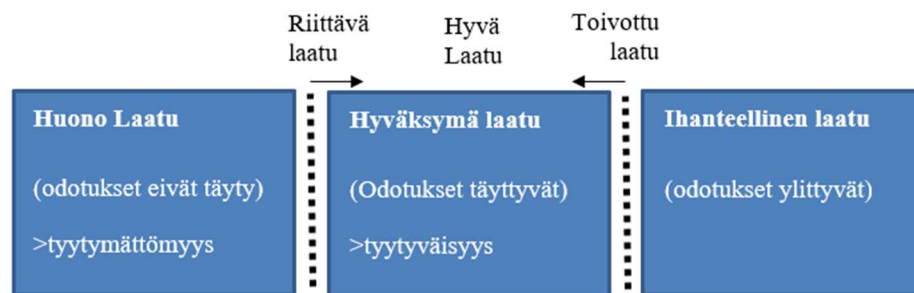 Riittävä
laatu
Hyvä
Laatu
Toivottu
laatu
Huono Laatu
(odotukset eivät täyty)
>tyytymättömyys
Hyväksymä laatu
(Odotukset täyttyvät)
>tyytyväisyys
Ihanteellinen laatu
(odotukset ylittyvät)